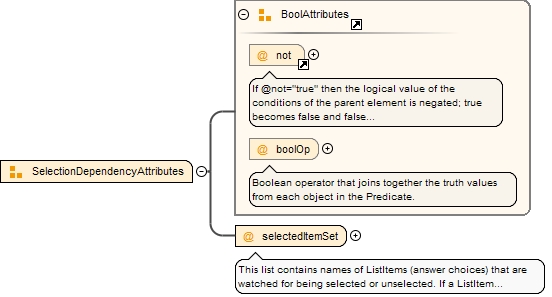 BoolAttributes
@ not
If @not="true" then the logical value of the
conditions of the parent element is negated; true
becomes false and false...
@ boolOp
Boolean operator that joins together the truth values
from each object in the Predicate.
SelectionDependencyAttributes
@ selectedItemSet
This list contains names of ListItems (answer choices) that are
watched for being selected or unselected. If a ListItem...